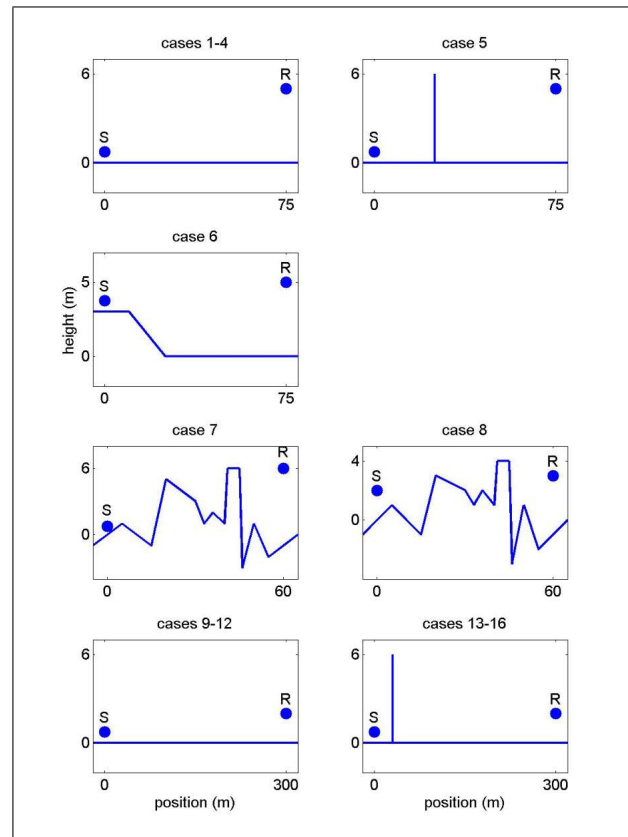 cases 1-4
6
0
S
R
0
75
case 5
6
0
S
R
0
75
case 6
height (m)
5
0
S
R
0
75
case 7
6
0
S
R
0
60
case 8
4
0
S
R
0
60
cases 9-12
6
0
S
R
0
300
position (m)
cases 13-16
6
0
S
R
0
300
position (m)